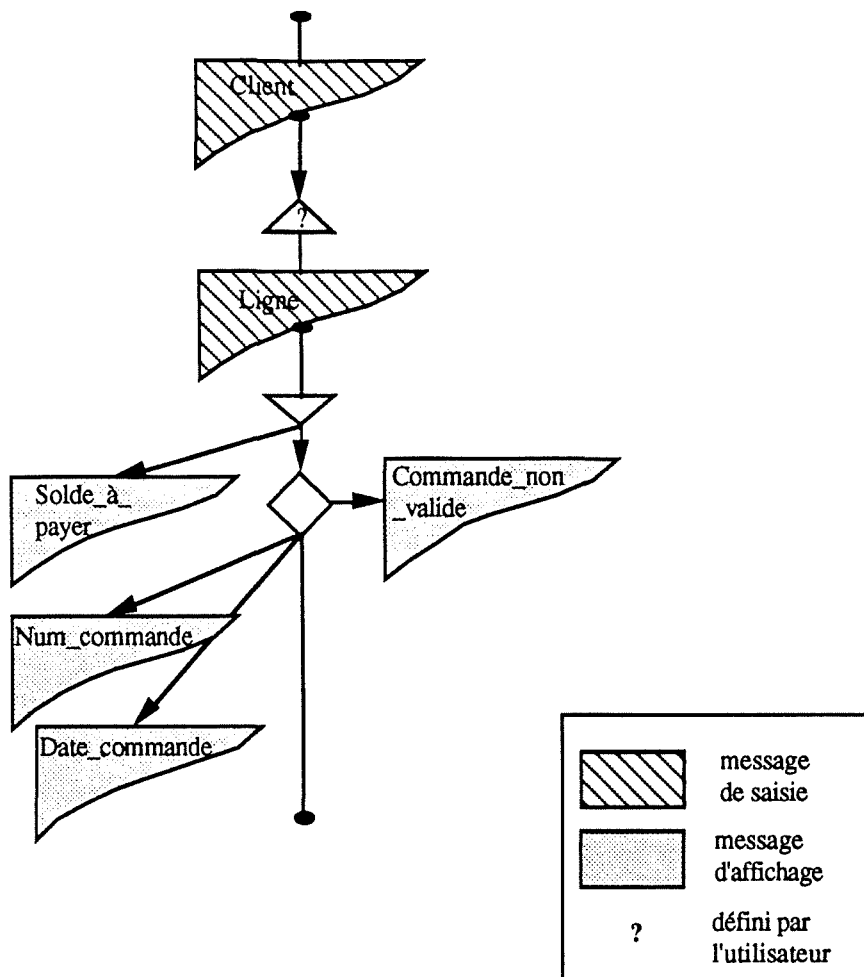 Client
?
Ligne
Commande_non
_valide
Solde_à_
payer
Num_commande
Date_commande
message
de saisie
message
d'affichage
?
défini par
l'utilisateur